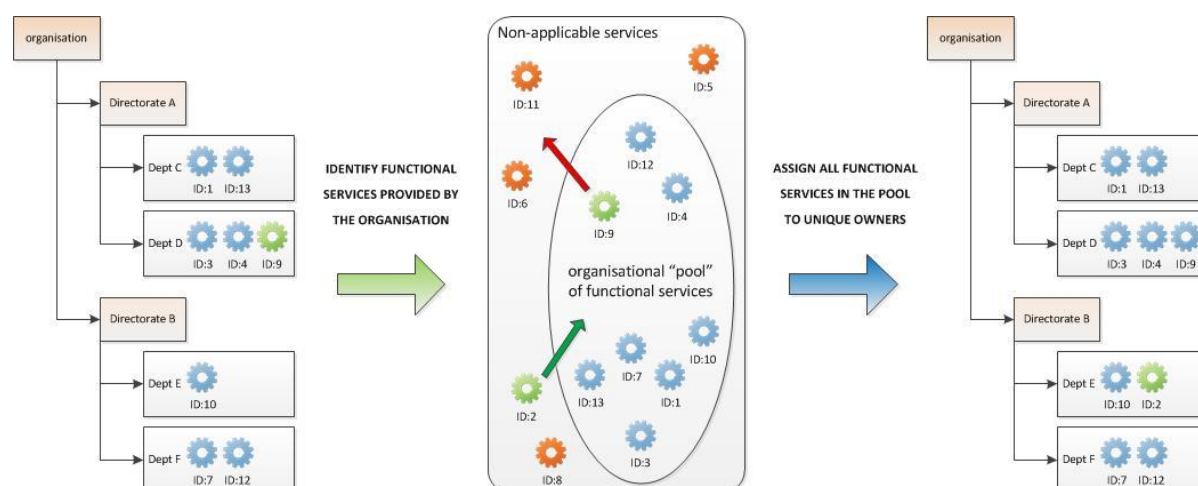 organisation
Directorate A
Dept C
ID:1 ID:13
Dept D
ID:3 ID:4 ID:9
Directorate B
Dept E
ID:10
Dept F
ID:7 ID:12
IDENTIFY FUNCTIONAL
SERVICES PROVIDED BY
THE ORGANISATION
Non-applicable services
ID:5
ID:11
ID:12
ID:6
ID:4
ID:9
organisational “pool”
of functional services
ID:10
ID:7
ID:13
ID:1
ID:2
ID:3
ID:8
ASSIGN ALL FUNCTIONAL
SERVICES IN THE POOL
TO UNIQUE OWNERS
organisation
Directorate A
Dept C
ID:1 ID:13
Dept D
ID:3 ID:4 ID:9
Directorate B
Dept E
ID:10 ID:2
Dept F
ID:7 ID:12